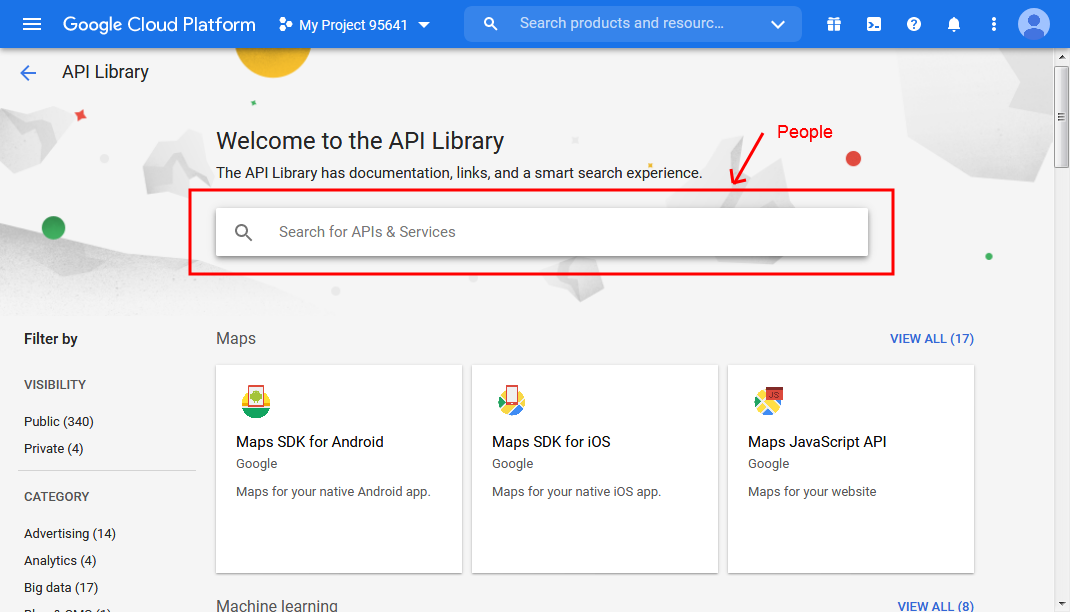 Google Cloud Platform
My Project 95641
Search products and resourc...
API Library
Welcome to the API Library
People
The API Library has documentation, links, and a smart search experience.
Search for APIs & Services
Filter by
VISIBILITY
Public (340)
Private (4)
CATEGORY
Advertising (14)
Analytics (4)
Big data (17)
Maps
VIEW ALL (17)
Maps SDK for Android
Google
Maps for your native Android app.
Maps SDK for iOS
Google
Maps for your native iOS app.
JS
Maps JavaScript API
Google
Maps for your website
Machine learning
VIEW ALL (8)